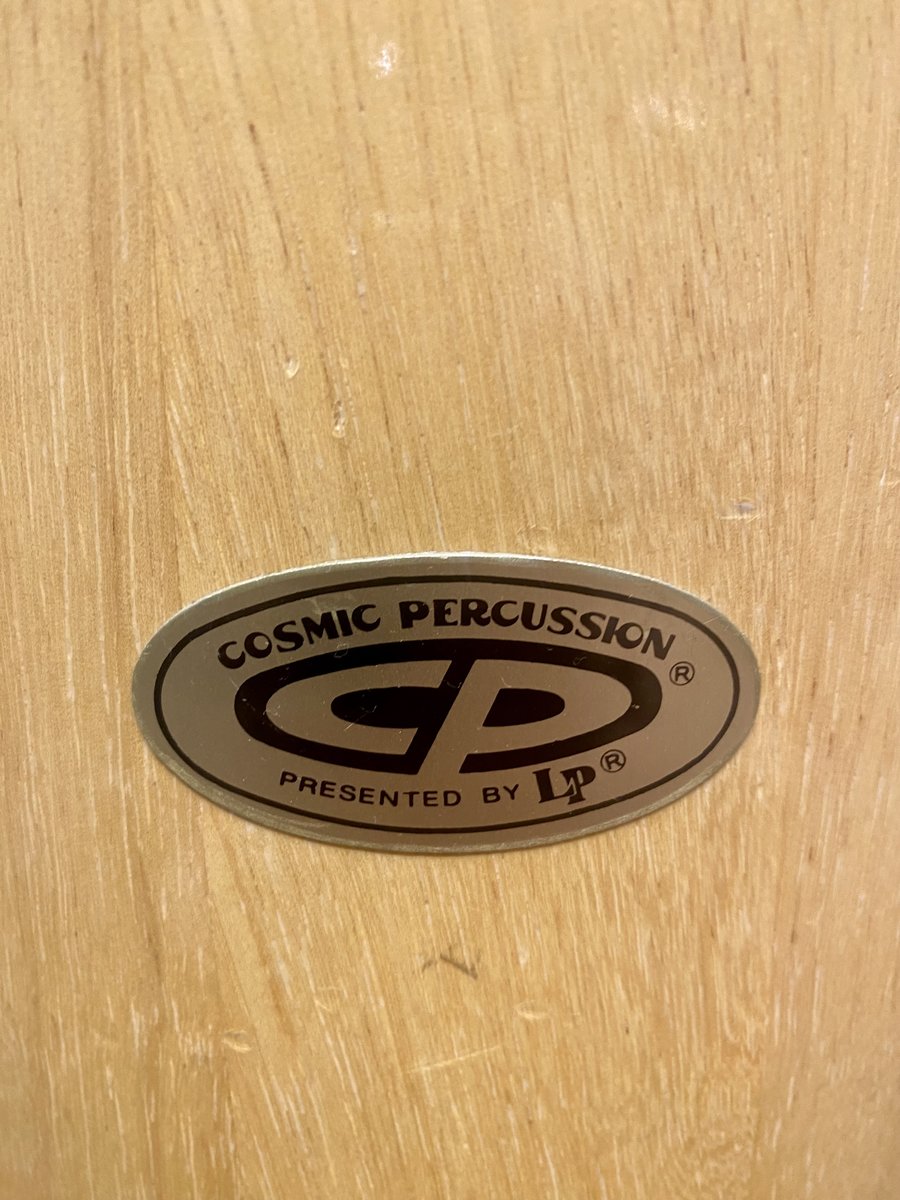 COSMIC PERCUSSION ®
CP
PRESENTED BY LP ®